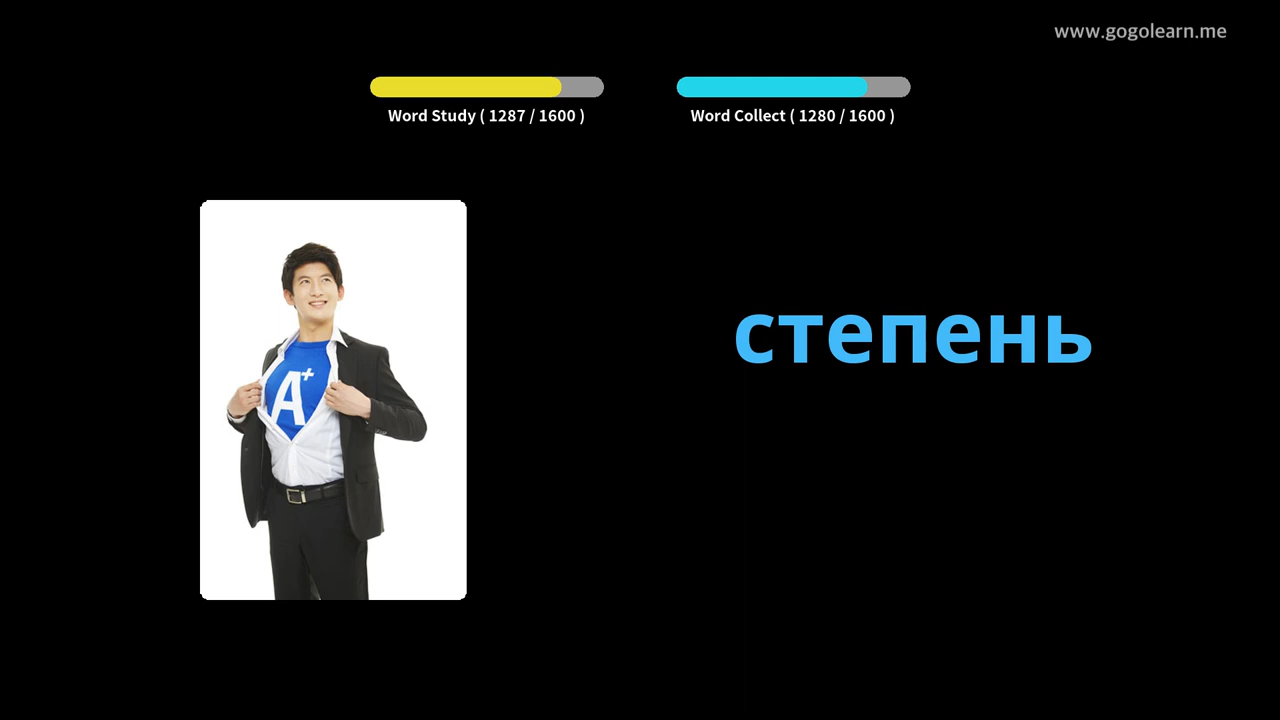 www.gogolearn.me
Word Study ( 1287 / 1600 )
Word Collect ( 1280 / 1600 )
A+
степень